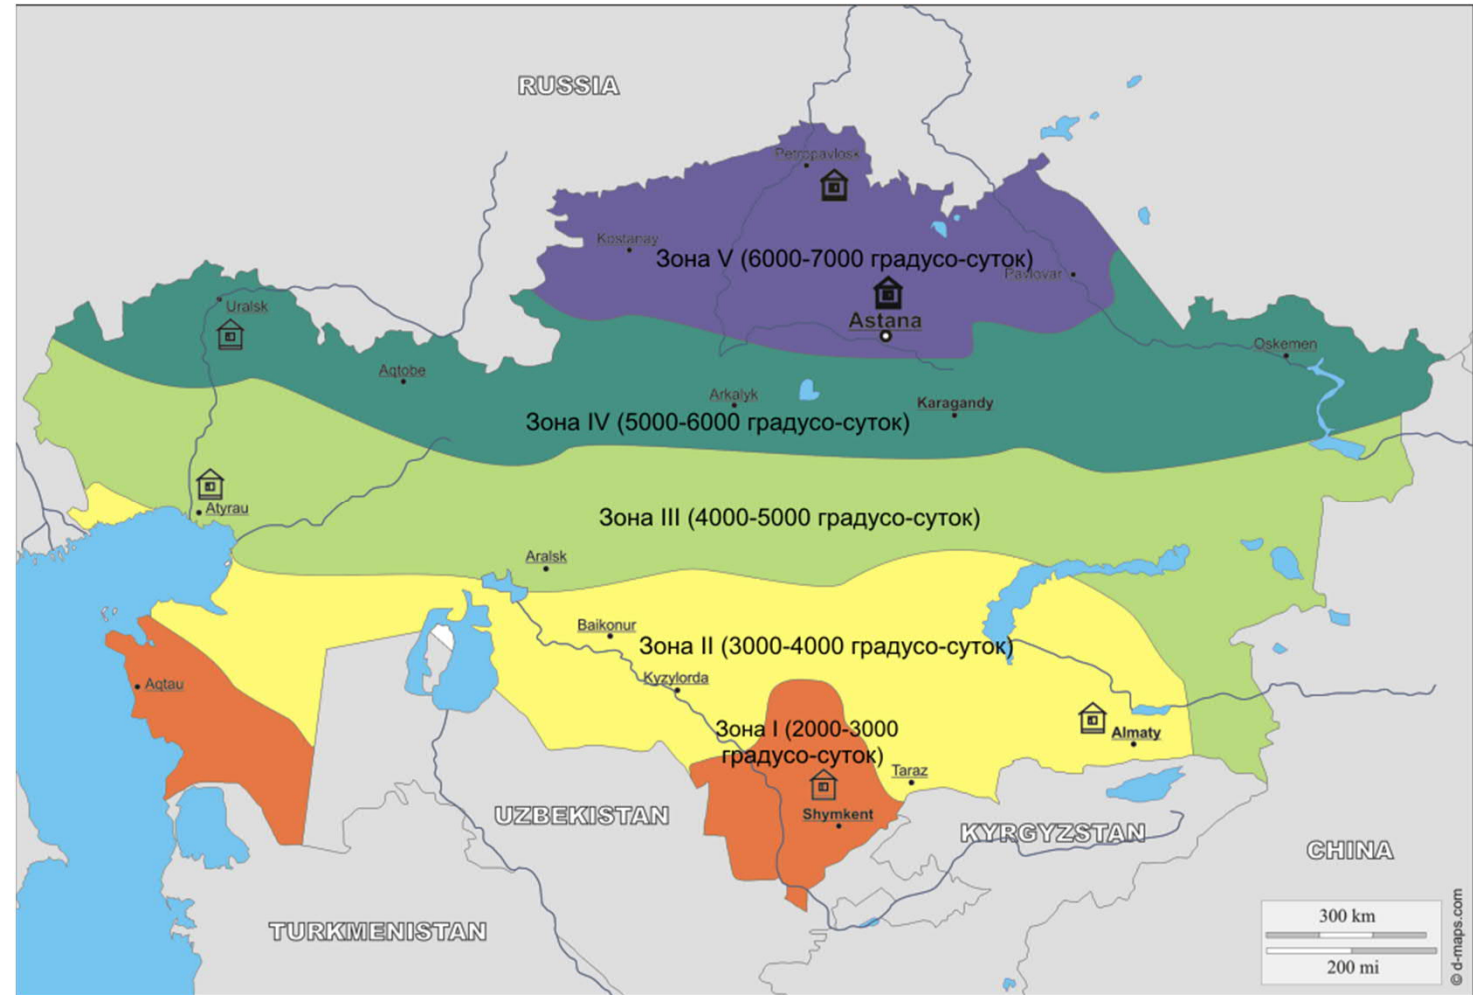 RUSSIA
Petropavlosk
Kostanay
Зона V (6000-7000 градусо-суток)
Pavlovar
Astana
Uralsk
Oskemen
Aqtobe
Arkalyk
Karagandy
Зона IV (5000-6000 градусо-суток)
Atyrau
Зона III (4000-5000 градусо-суток)
Aralsk
Baikonur
Зона II (3000-4000 градусо-суток)
Kyzylorda
Aqtau
Зона I (2000-3000
градусо-суток)
Almaty
Taraz
Shymkent
UZBEKISTAN
KYRGYZSTAN
CHINA
TURKMENISTAN
300 km
200 mi
© d-maps.com